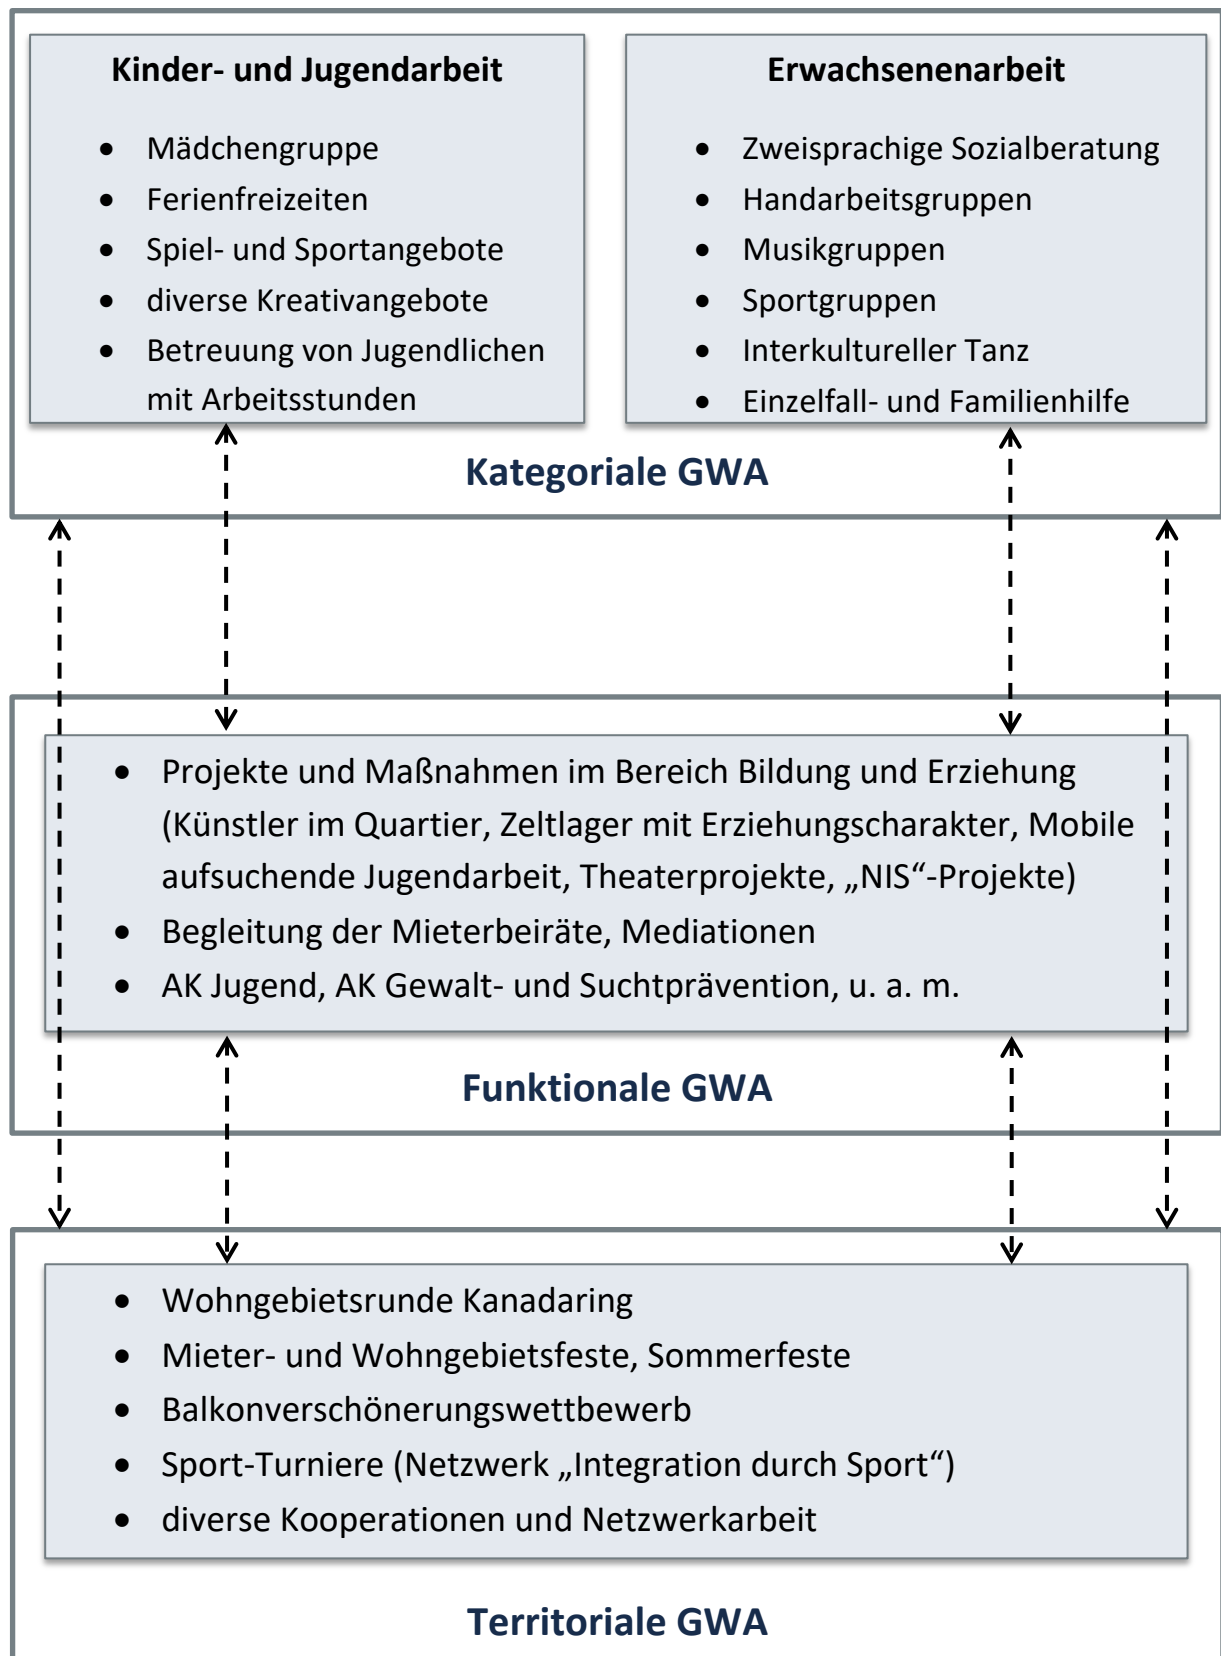 Kinder- und Jugendarbeit
• Mädchengruppe
• Ferienfreizeiten
• Spiel- und Sportangebote
• diverse Kreativangebote
• Betreuung von Jugendlichen
mit Arbeitsstunden
Erwachsenenarbeit
• Zweisprachige Sozialberatung
• Handarbeitsgruppen
• Musikgruppen
• Sportgruppen
• Interkultureller Tanz
• Einzelfall- und Familienhilfe
Kategoriale GWA
• Projekte und Maßnahmen im Bereich Bildung und Erziehung
(Künstler im Quartier, Zeltlager mit Erziehungscharakter, Mobile
aufsuchende Jugendarbeit, Theaterprojekte, „NIS“-Projekte)
• Begleitung der Mieterbeiräte, Mediationen
• AK Jugend, AK Gewalt- und Suchtprävention, u. a. m.
Funktionale GWA
• Wohngebietsrunde Kanadaring
• Mieter- und Wohngebietsfeste, Sommerfeste
• Balkonverschönerungswettbewerb
• Sport-Turniere (Netzwerk „Integration durch Sport“)
• diverse Kooperationen und Netzwerkarbeit
Territoriale GWA